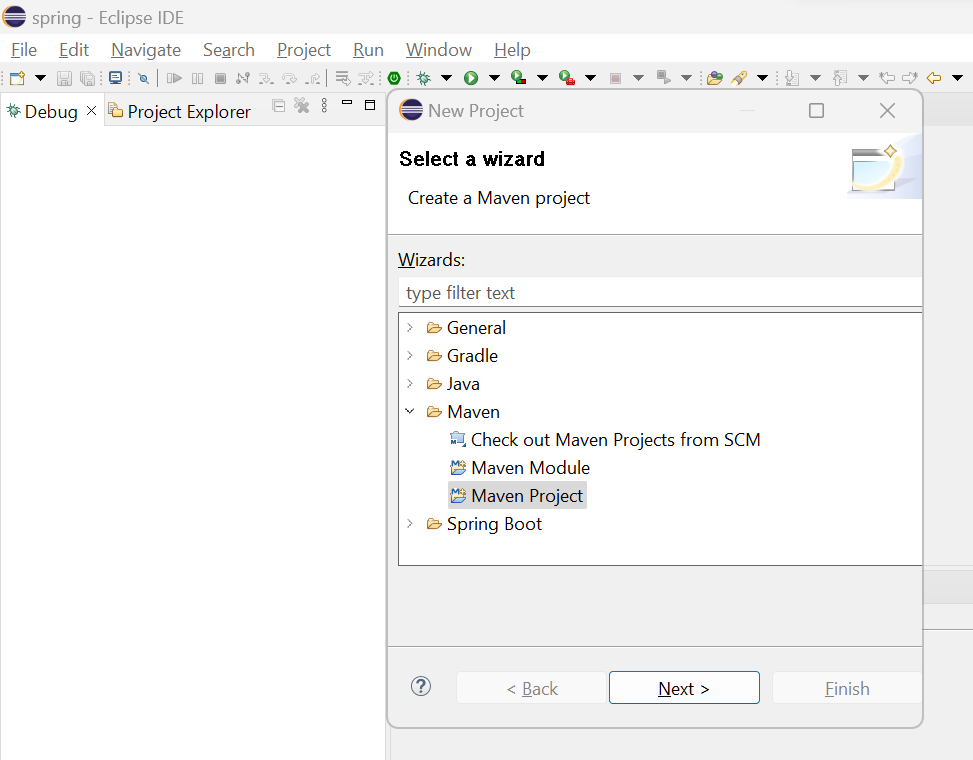 spring - Eclipse IDE
File Edit Navigate Search Project Run Window Help
Debug Project Explorer
New Project
Select a wizard
Create a Maven project
Wizards:
type filter text
General
Gradle
Java
Maven
Check out Maven Projects from SCM
Maven Module
Maven Project
Spring Boot
< Back Next > Finish